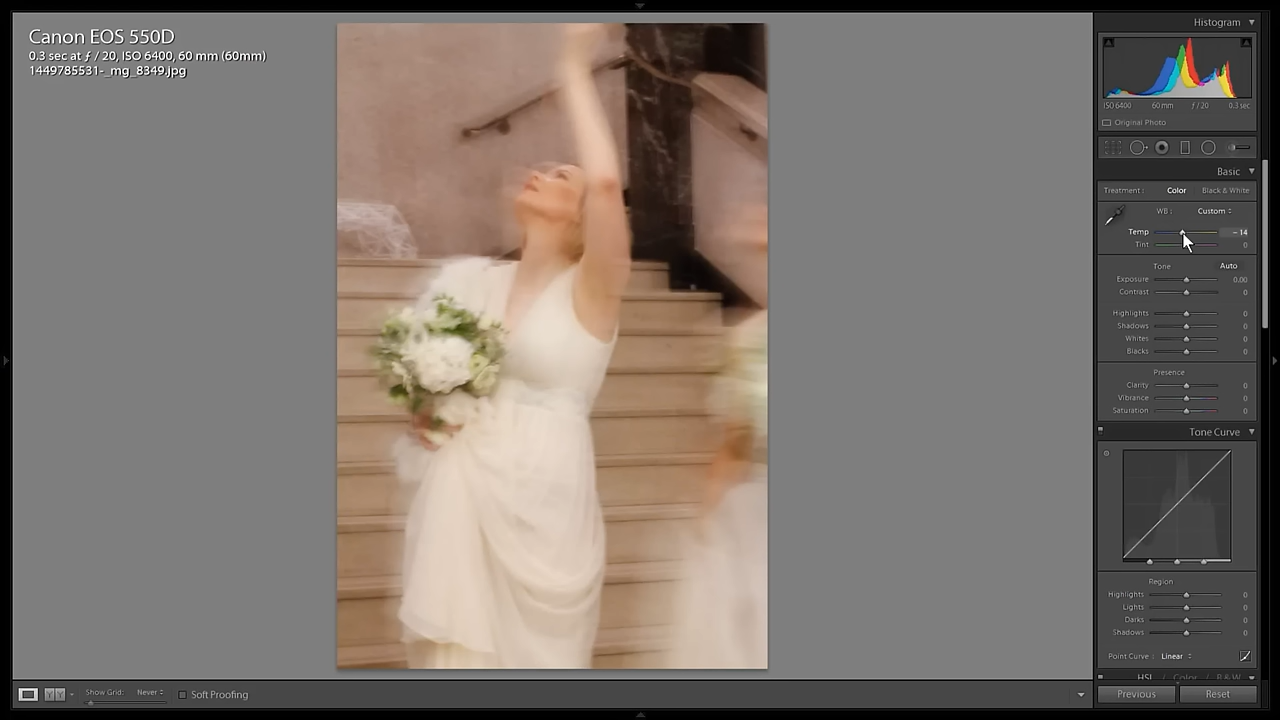 Canon EOS 550D
0.3 sec at ƒ / 20, ISO 6400, 60 mm (60mm)
1449785531-_mg_8349.jpg
Histogram
ISO 6400 60 mm ƒ / 20 0.3 sec
Original Photo
Basic
Treatment : Color Black & White
WB : Custom
Temp - 14
Tint 0
Tone Auto
Exposure 0.00
Contrast 0
Highlights 0
Shadows 0
Whites 0
Blacks 0
Presence
Clarity 0
Vibrance 0
Saturation 0
Tone Curve
Region
Highlights 0
Lights 0
Darks 0
Shadows 0
Point Curve : Linear
HSL / Color / B & W
Previous Reset
Show Grid: Never Soft Proofing